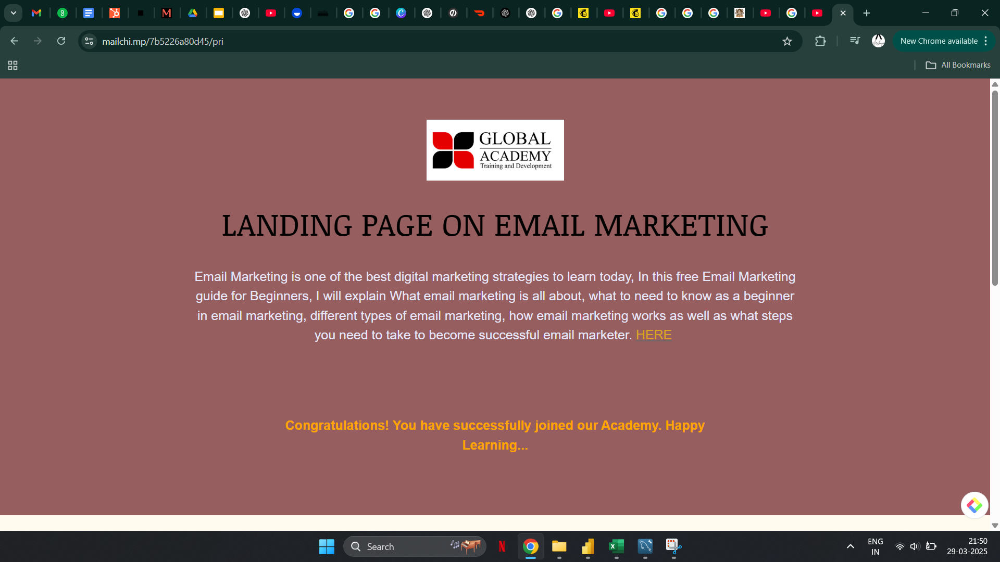 mailchi.mp/7b5226a80d45/pri
New Chrome available
All Bookmarks
GLOBAL
ACADEMY
Training and Development
LANDING PAGE ON EMAIL MARKETING
Email Marketing is one of the best digital marketing strategies to learn today, In this free Email Marketing
guide for Beginners, I will explain What email marketing is all about, what to need to know as a beginner
in email marketing, different types of email marketing, how email marketing works as well as what steps
you need to take to become successful email marketer. HERE
Congratulations! You have successfully joined our Academy. Happy
Learning...
Search
ENG
IN
21:50
29-03-2025